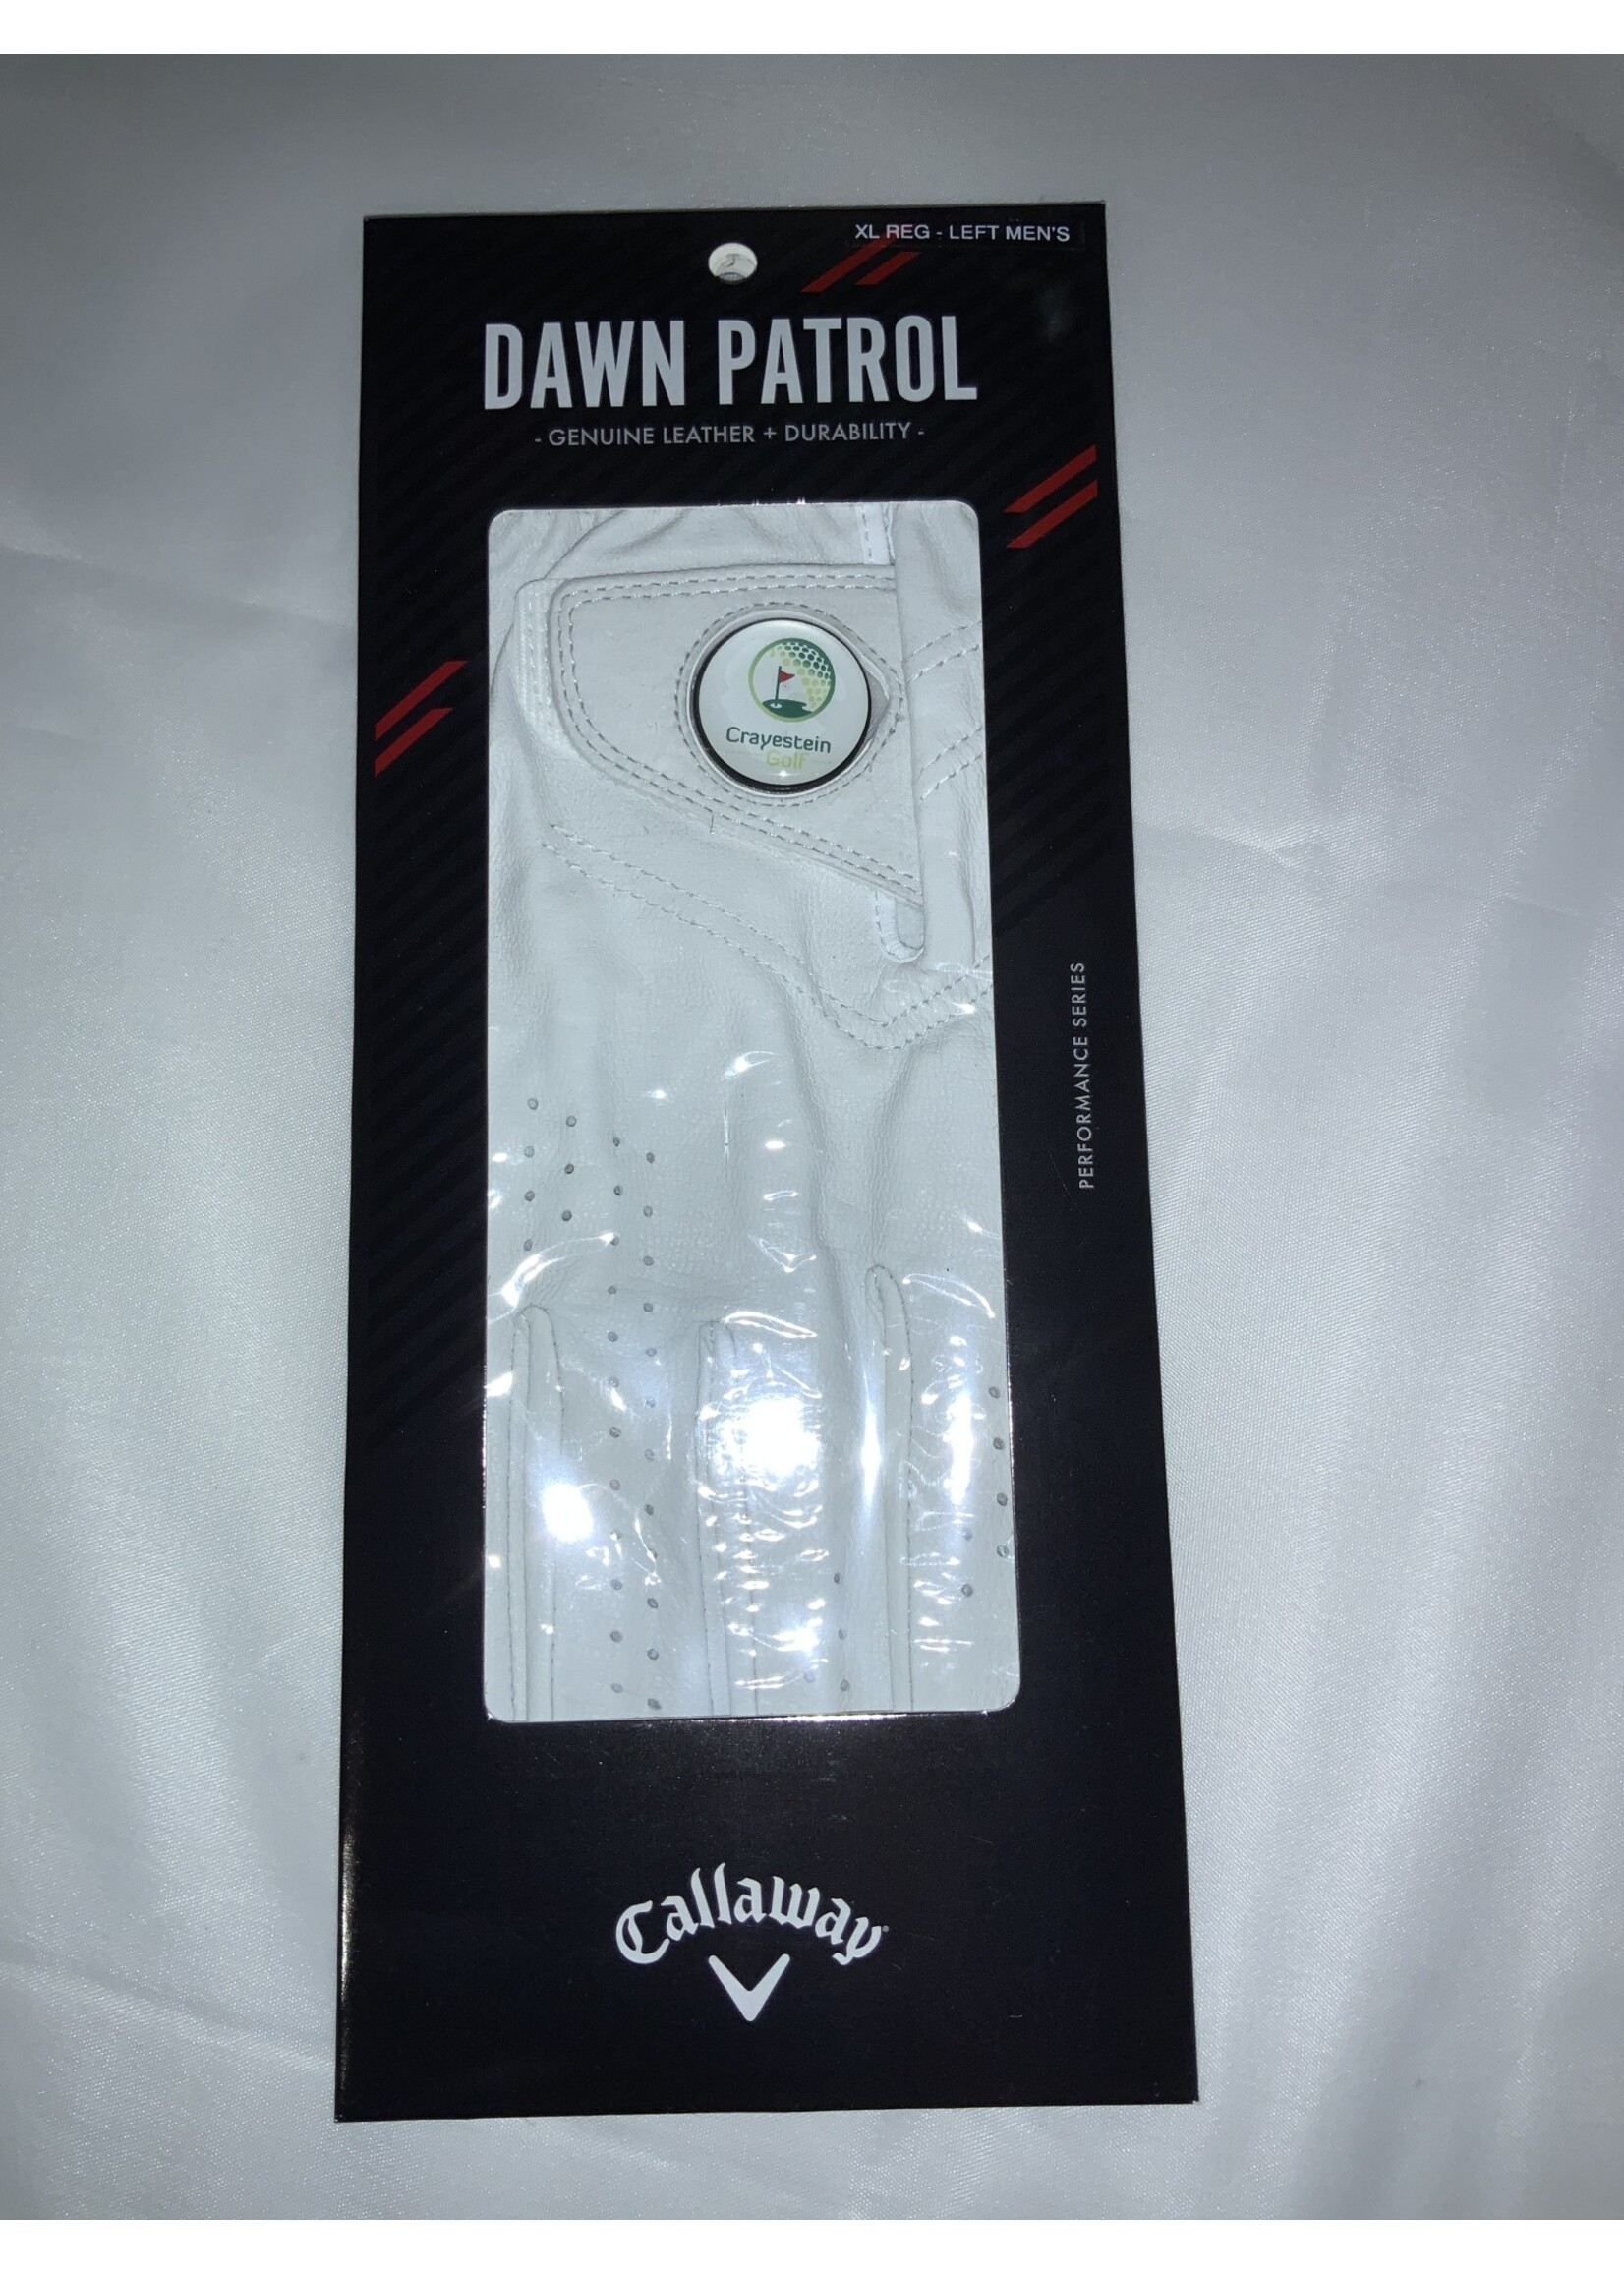 XL REG - LEFT MEN'S
DAWN PATROL
- GENUINE LEATHER + DURABILITY -
Crayestein
Golf
PERFORMANCE SERIES
Callaway